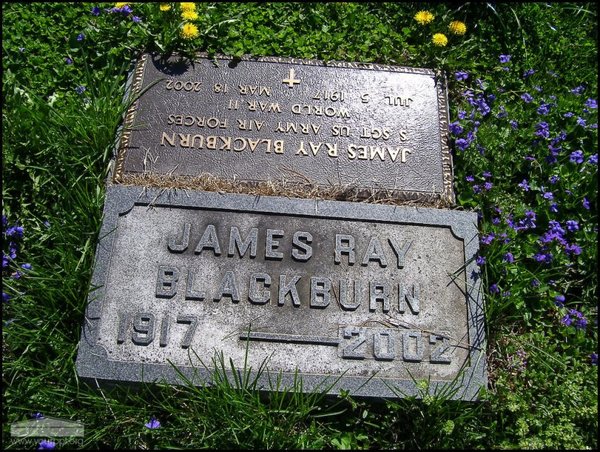 JAMES RAY BLACKBURN
S SGT US ARMY AIR FORCES
WORLD WAR II
JUL 5 1917 MAR 18 2002
JAMES RAY
BLACKBURN
1917 — 2002